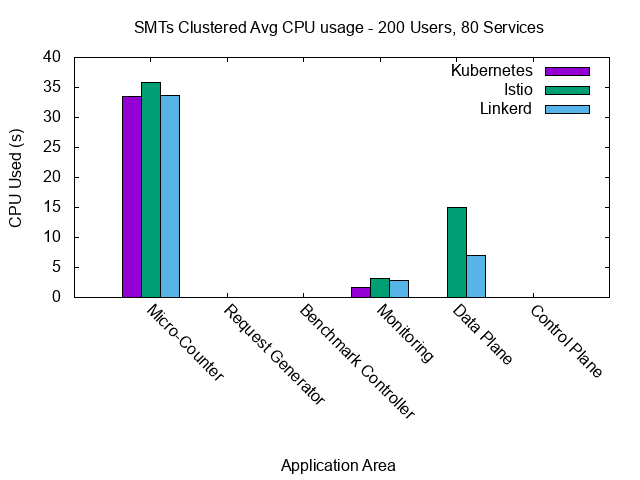 SMTs Clustered Avg CPU usage - 200 Users, 80 Services
40
35
30
25
20
15
10
5
0
CPU Used (s)
Kubernetes
Istio
Linkerd
Micro-Counter
Request Generator
Benchmark Controller
Monitoring
Data Plane
Control Plane
Application Area